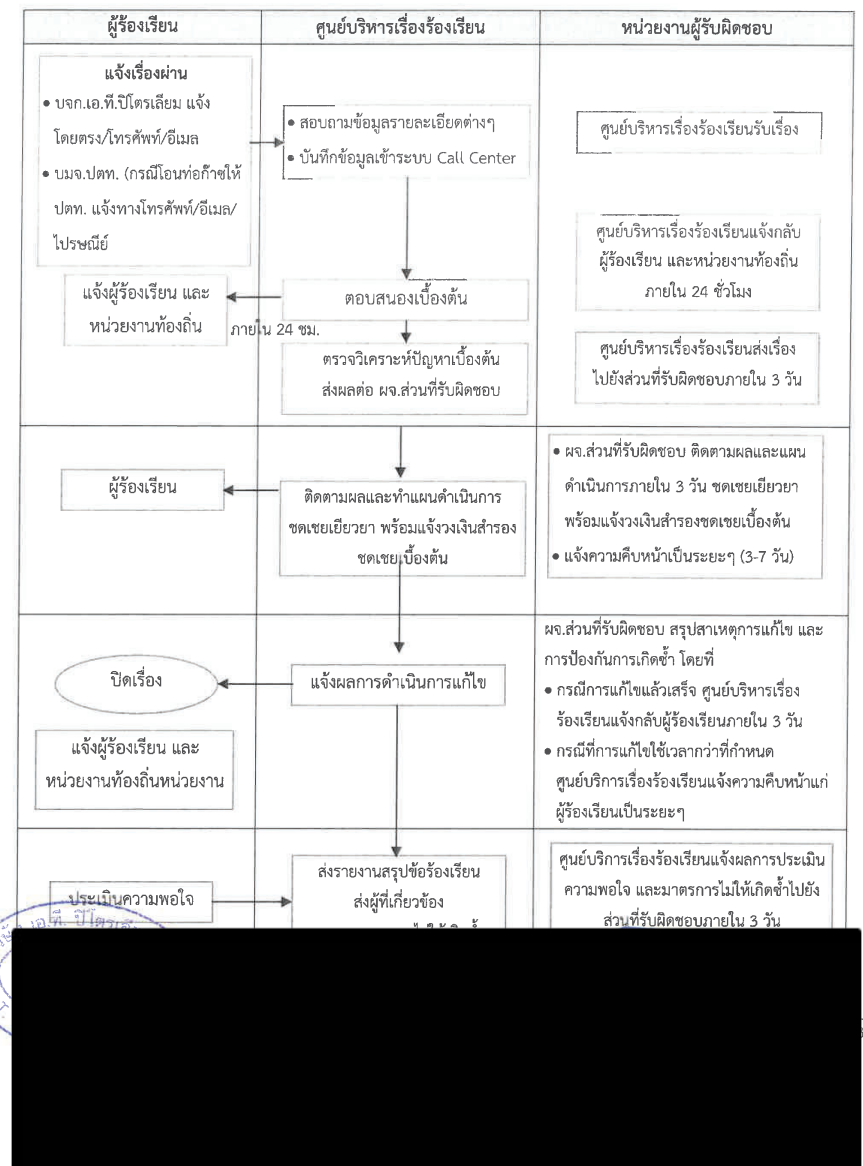 ผู้ร้องเรียน
ศูนย์บริหารเรื่องร้องเรียน
หน่วยงานผู้รับผิดชอบ
แจ้งเรื่องผ่าน
• บจก.เอ.ที.ปิโตรเลียม แจ้ง
โดยตรง/โทรศัพท์/อีเมล
• บมจ.ปตท. (กรณีโอนท่อก๊าซให้
ปตท. แจ้งทางโทรศัพท์/อีเมล/
ไปรษณีย์
• สอบถามข้อมูลรายละเอียดต่างๆ
• บันทึกข้อมูลเข้าระบบ Call Center
ศูนย์บริหารเรื่องร้องเรียนรับเรื่อง
ศูนย์บริหารเรื่องร้องเรียนแจ้งกลับ
ผู้ร้องเรียน และหน่วยงานท้องถิ่น
ภายใน 24 ชั่วโมง
แจ้งผู้ร้องเรียน และ
หน่วยงานท้องถิ่น
ภายใน 24 ชม.
ตอบสนองเบื้องต้น
ตรวจวิเคราะห์ปัญหาเบื้องต้น
ส่งผลต่อ ผจ.ส่วนที่รับผิดชอบ
ศูนย์บริหารเรื่องร้องเรียนส่งเรื่อง
ไปยังส่วนที่รับผิดชอบภายใน 3 วัน
ผู้ร้องเรียน
ติดตามผลและทำแผนดำเนินการ
ชดเชยเยียวยา พร้อมแจ้งวงเงินสำรอง
ชดเชยเบื้องต้น
• ผจ.ส่วนที่รับผิดชอบ ติดตามผลและแผน
ดำเนินการภายใน 3 วัน ชดเชยเยียวยา
พร้อมแจ้งวงเงินสำรองชดเชยเบื้องต้น
• แจ้งความคืบหน้าเป็นระยะๆ (3-7 วัน)
ปิดเรื่อง
แจ้งผู้ร้องเรียน และ
หน่วยงานท้องถิ่นหน่วยงาน
แจ้งผลการดำเนินการแก้ไข
ผจ.ส่วนที่รับผิดชอบ สรุปสาเหตุการแก้ไข และ
การป้องกันการเกิดซ้ำ โดยที่
• กรณีการแก้ไขแล้วเสร็จ ศูนย์บริหารเรื่อง
ร้องเรียนแจ้งกลับผู้ร้องเรียนภายใน 3 วัน
• กรณีที่การแก้ไขใช้เวลากว่าที่กำหนด
ศูนย์บริการเรื่องร้องเรียนแจ้งความคืบหน้าแก่
ผู้ร้องเรียนเป็นระยะๆ
ประเมินความพอใจ
ส่งรายงานสรุปข้อร้องเรียน
ส่งผู้ที่เกี่ยวข้อง
ศูนย์บริการเรื่องร้องเรียนแจ้งผลการประเมิน
ความพอใจ และมาตรการไม่ให้เกิดซ้ำไปยัง
ส่วนที่รับผิดชอบภายใน 3 วัน
เอ.ที. ปิโตรเลี